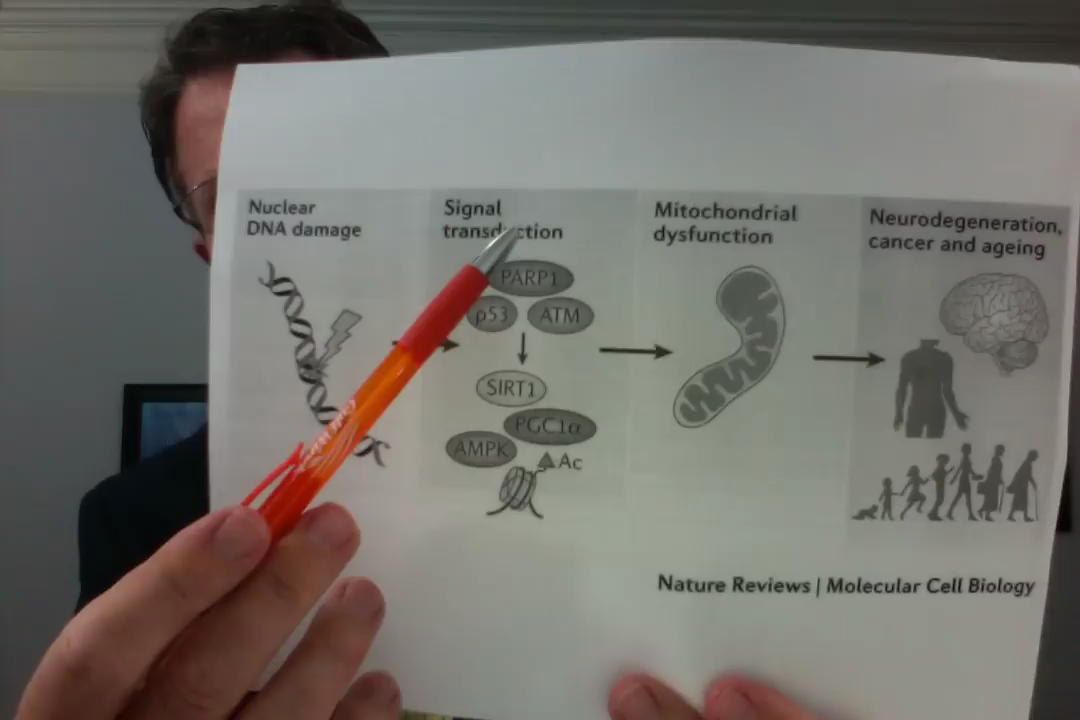 Nuclear
DNA damage
Signal
transduction
PARP1
p53
ATM
SIRT1
PGC1α
AMPK
Ac
Mitochondrial
dysfunction
Neurodegeneration,
cancer and ageing
Nature Reviews | Molecular Cell Biology